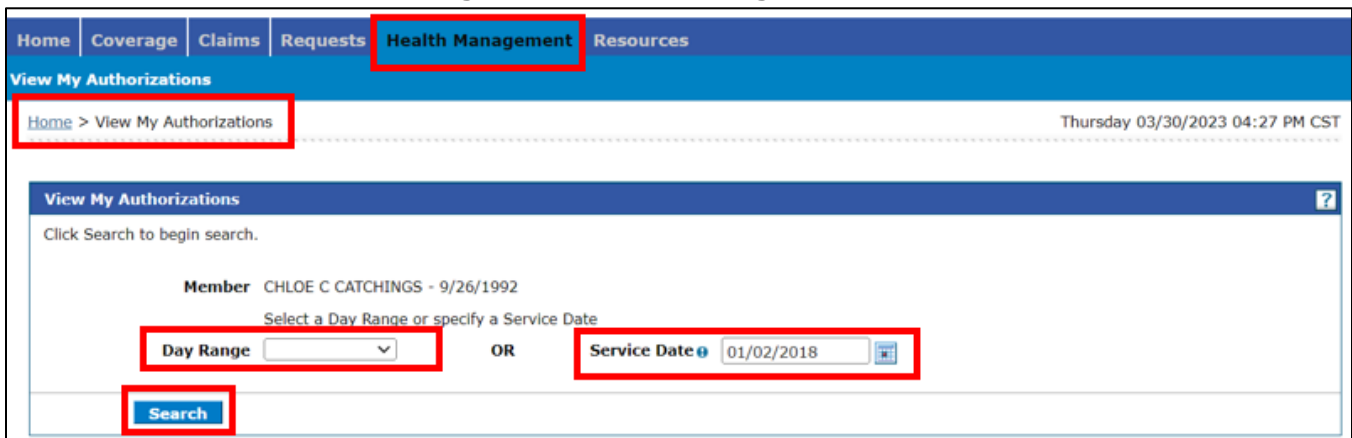 Home Coverage Claims Requests Health Management Resources
View My Authorizations
Home > View My Authorizations Thursday 03/30/2023 04:27 PM CST
View My Authorizations ?
Click Search to begin search.
Member CHLOE C CATCHINGS - 9/26/1992
Select a Day Range or specify a Service Date
Day Range OR Service Date 01/02/2018
Search